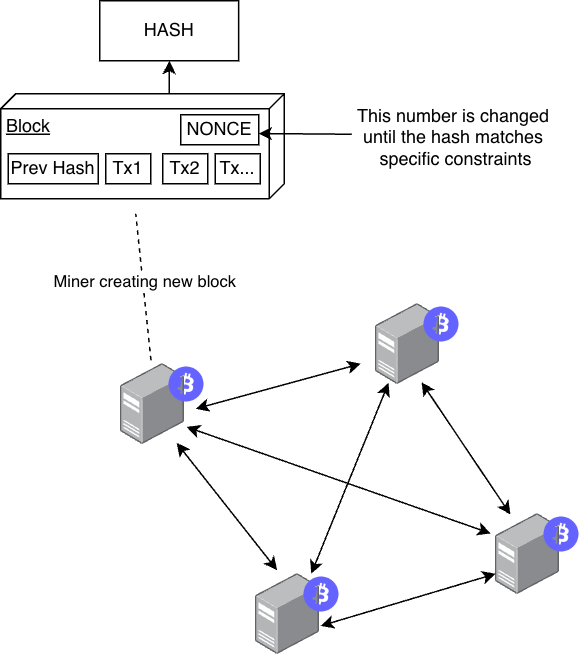 HASH
Block
NONCE
Prev Hash
Tx1
Tx2
Tx...
This number is changed
until the hash matches
specific constraints
Miner creating new block